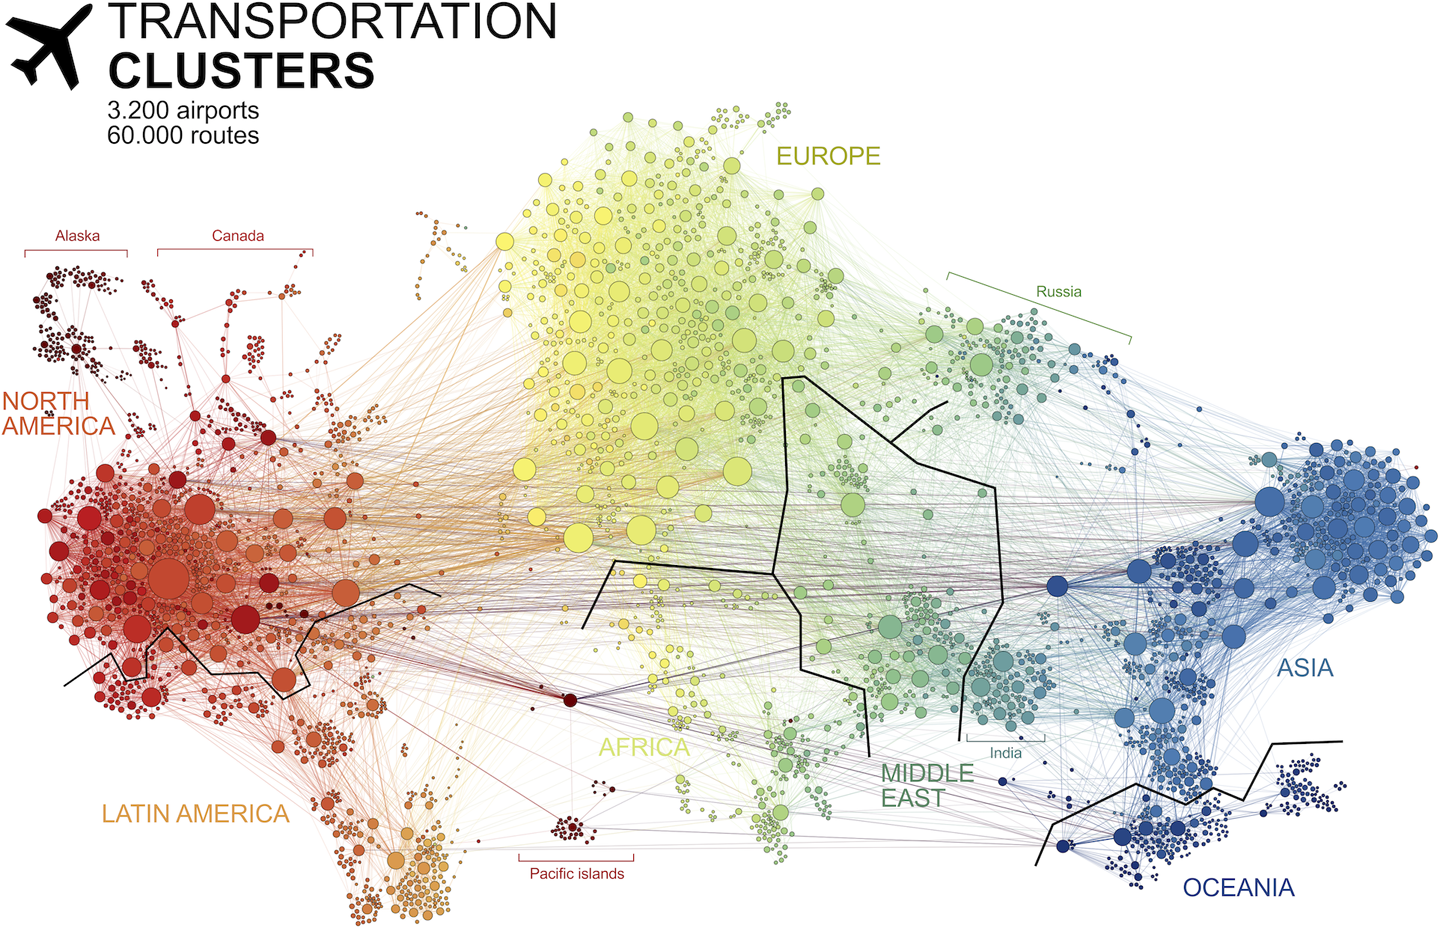 TRANSPORTATION
CLUSTERS
3.200 airports
60.000 routes
EUROPE
Alaska
Canada
Russia
NORTH
AMERICA
ASIA
AFRICA
India
MIDDLE
EAST
LATIN AMERICA
Pacific islands
OCEANIA